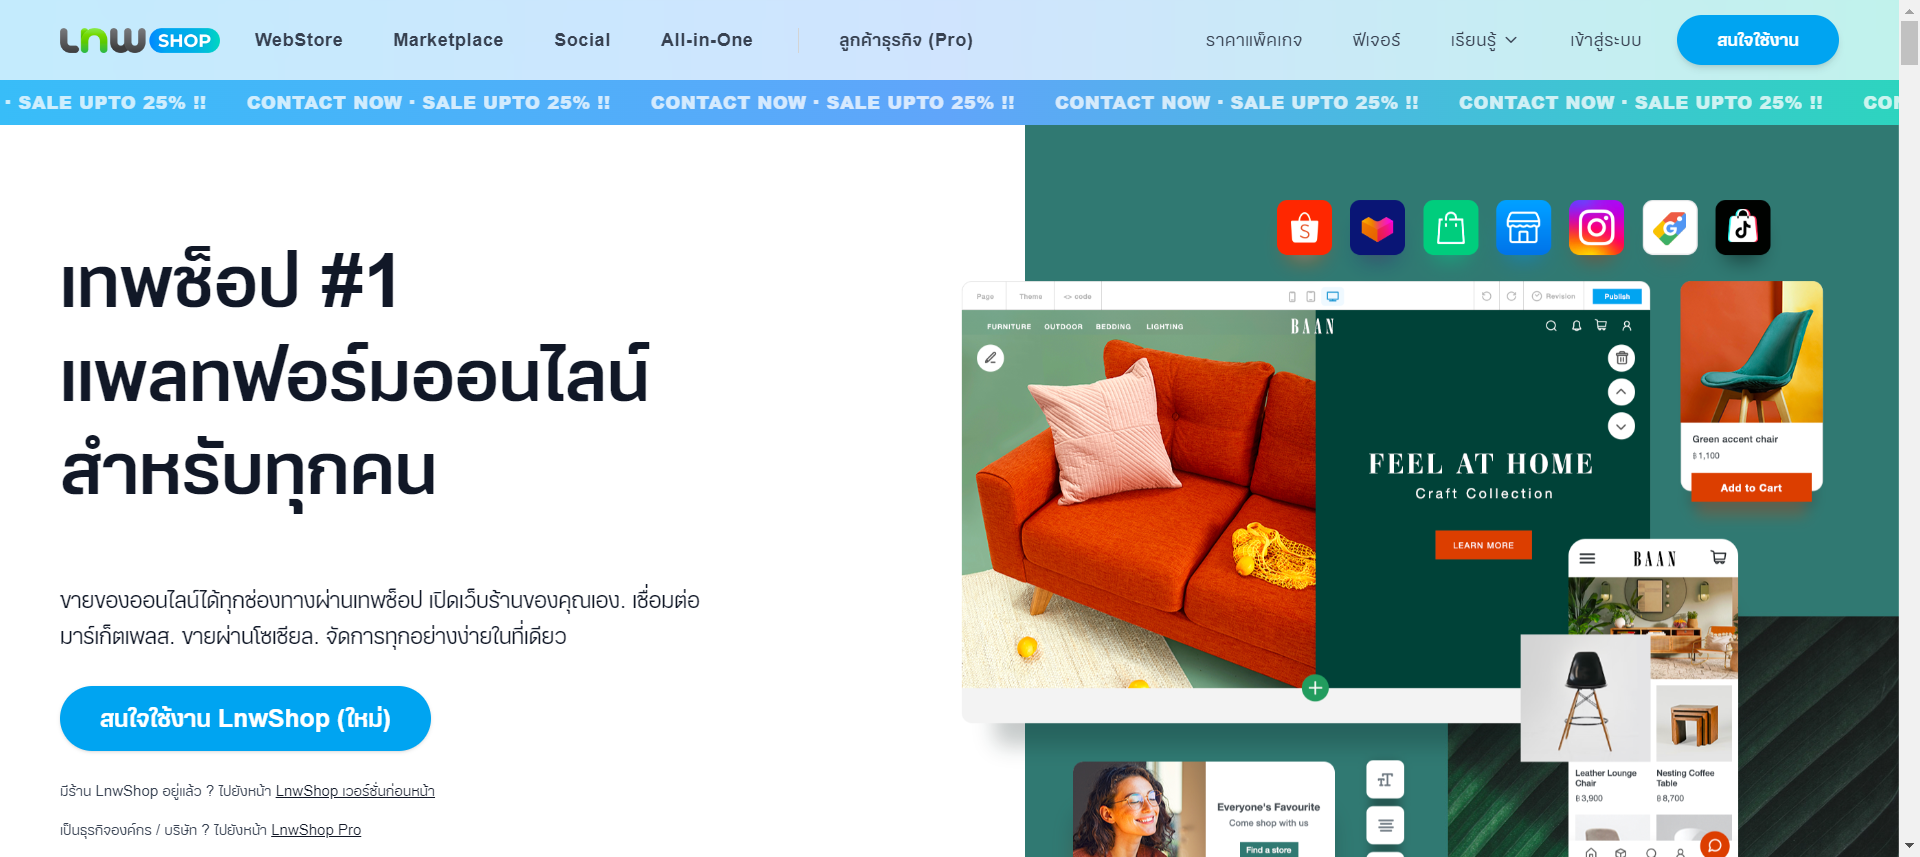 Lnw SHOP
WebStore
Marketplace
Social
All-in-One
ลูกค้าธุรกิจ (Pro)
ราคาแพ็คเกจ
ฟีเจอร์
เรียนรู้
เข้าสู่ระบบ
สนใจใช้งาน
· SALE UPTO 25% !! CONTACT NOW · SALE UPTO 25% !! CONTACT NOW · SALE UPTO 25% !! CONTACT NOW · SALE UPTO 25% !! CONTACT NOW · SALE UPTO 25% !! CON
เทพช็อป #1
แพลทฟอร์มออนไลน์
สำหรับทุกคน
ขายของออนไลน์ได้ทุกช่องทางผ่านเทพช็อป เปิดเว็บร้านของคุณเอง. เชื่อมต่อ
มาร์เก็ตเพลส. ขายผ่านโซเชียล. จัดการทุกอย่างง่ายในที่เดียว
สนใจใช้งาน LnwShop (ใหม่)
มีร้าน LnwShop อยู่แล้ว ? ไปยังหน้า LnwShop เวอร์ชั่นก่อนหน้า
เป็นธุรกิจองค์กร / บริษัท ? ไปยังหน้า LnwShop Pro
Page
Theme
<> code
Revision
Publish
FURNITURE
OUTDOOR
BEDDING
LIGHTING
BAAN
FEEL AT HOME
Craft Collection
LEARN MORE
Green accent chair
฿1,100
Add to Cart
BAAN
Leather Lounge
Chair
฿3,900
Nesting Coffee
Table
฿8,700
Everyone's Favourite
Come shop with us
Find a store